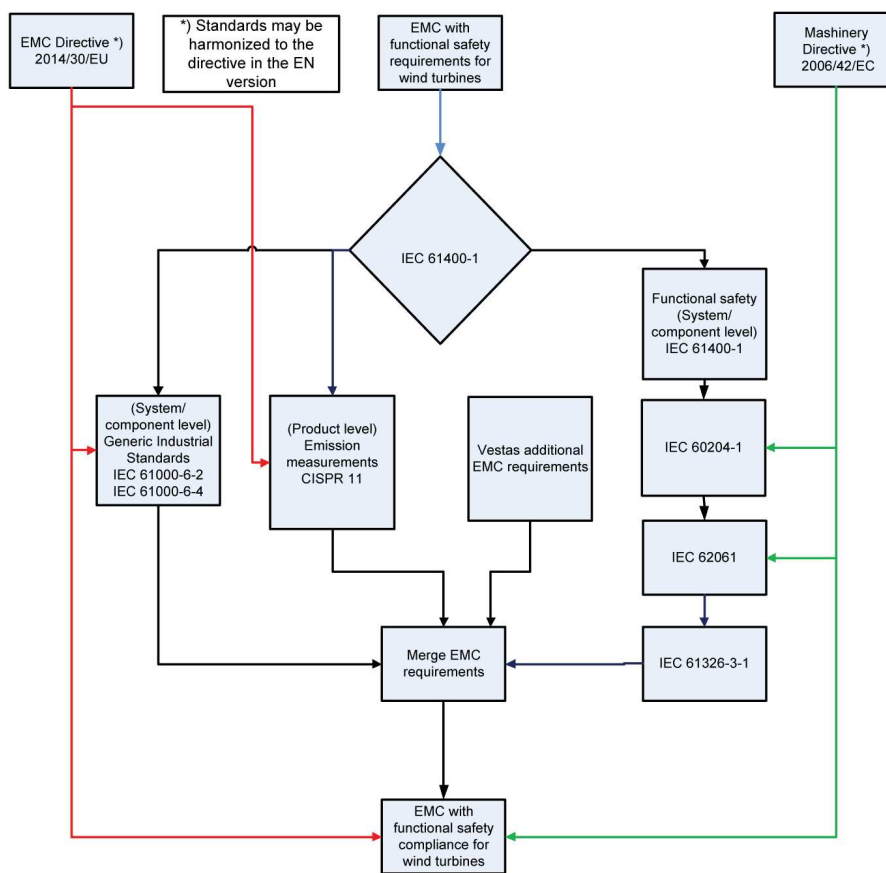 EMC Directive *)
2014/30/EU
*) Standards may be
harmonized to the
directive in the EN
version
EMC with
functional safety
requirements for
wind turbines
Mashinery
Directive *)
2006/42/EC
IEC 61400-1
Functional safety
(System/
component level)
IEC 61400-1
(System/
component level)
Generic Industrial
Standards
IEC 61000-6-2
IEC 61000-6-4
(Product level)
Emission
measurements
CISPR 11
Vestas additional
EMC requirements
IEC 60204-1
IEC 62061
Merge EMC
requirements
IEC 61326-3-1
EMC with
functional safety
compliance for
wind turbines